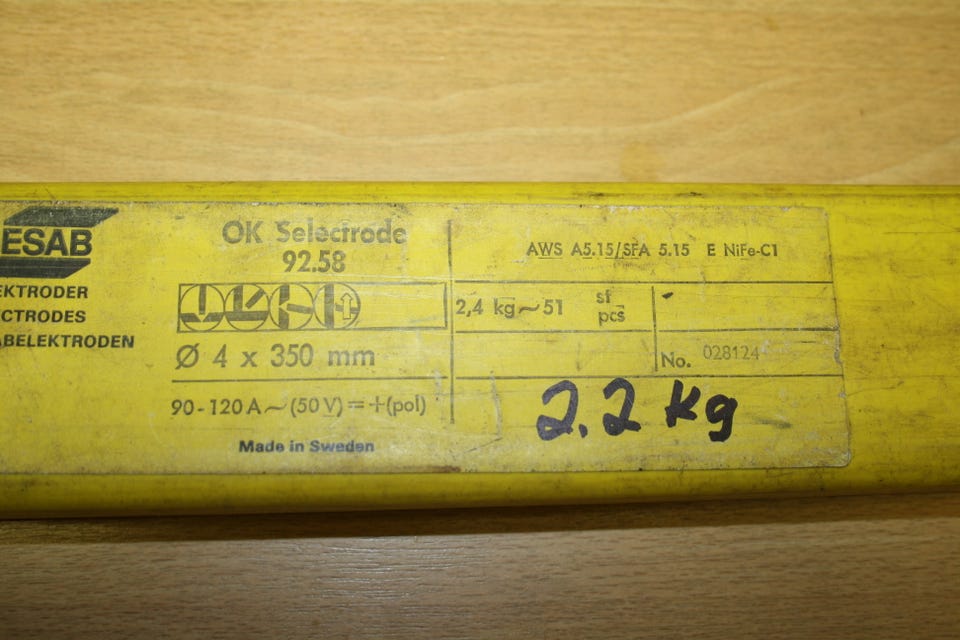 ESAB
EKTRODER
ECTRODES
ABELEKTRODEN
OK Selectrode
92.58
Ø 4 x 350 mm
90-120 A ~ (50 V) = +(pol)
Made in Sweden
AWS A5.15/SFA 5.15 E NiFe-C1
2,4 kg ~ 51 st
pcs
No. 028124
2.2 Kg